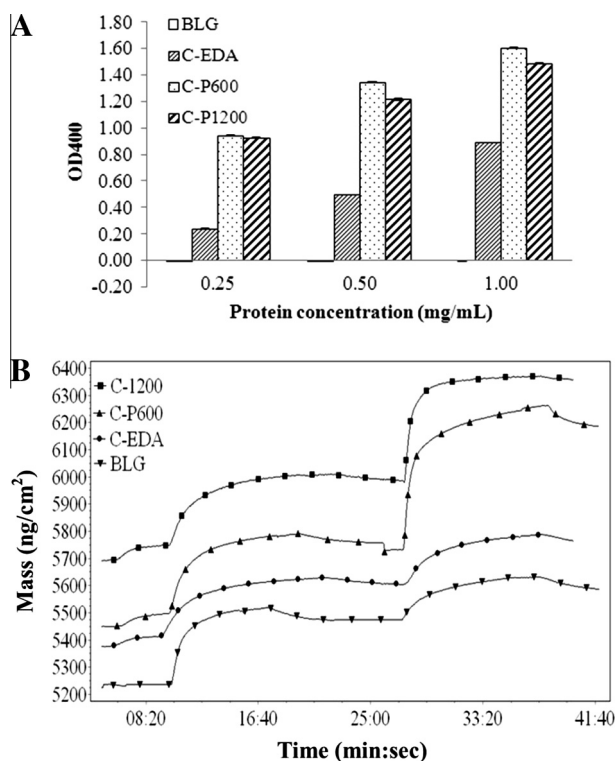 A
1.80
1.60
1.40
1.20
1.00
0.80
0.60
0.40
0.20
0.00
-0.20
OD400
BLG
C-EDA
C-P600
C-P1200
0.25 0.50 1.00
Protein concentration (mg/mL)
B
6400
6300
6200
6100
6000
5900
5800
5700
5600
5500
5400
5300
5200
Mass (ng/cm²)
C-1200
C-P600
C-EDA
BLG
08:20 16:40 25:00 33:20 41:40
Time (min:sec)